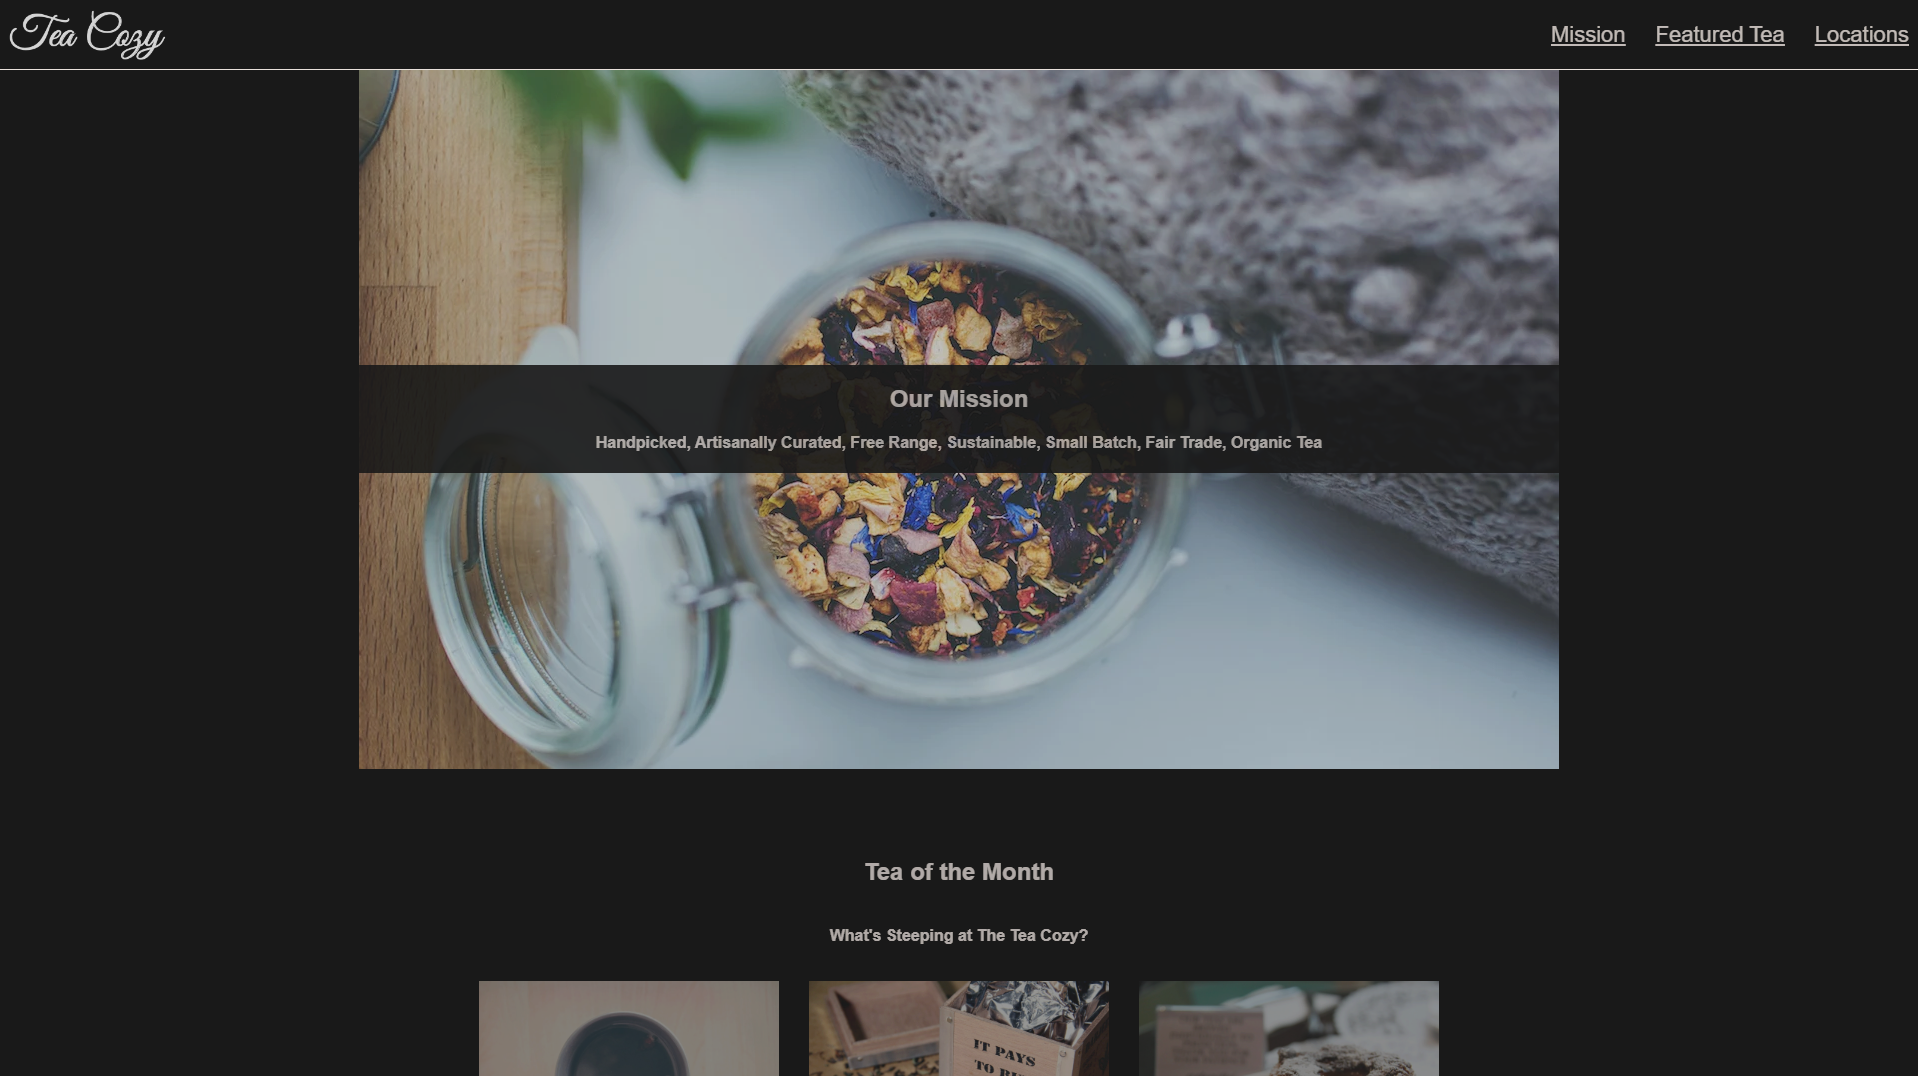 Tea Cozy
Mission Featured Tea Locations
Our Mission
Handpicked, Artisanally Curated, Free Range, Sustainable, Small Batch, Fair Trade, Organic Tea
Tea of the Month
What's Steeping at The Tea Cozy?
IT PAYS
TO